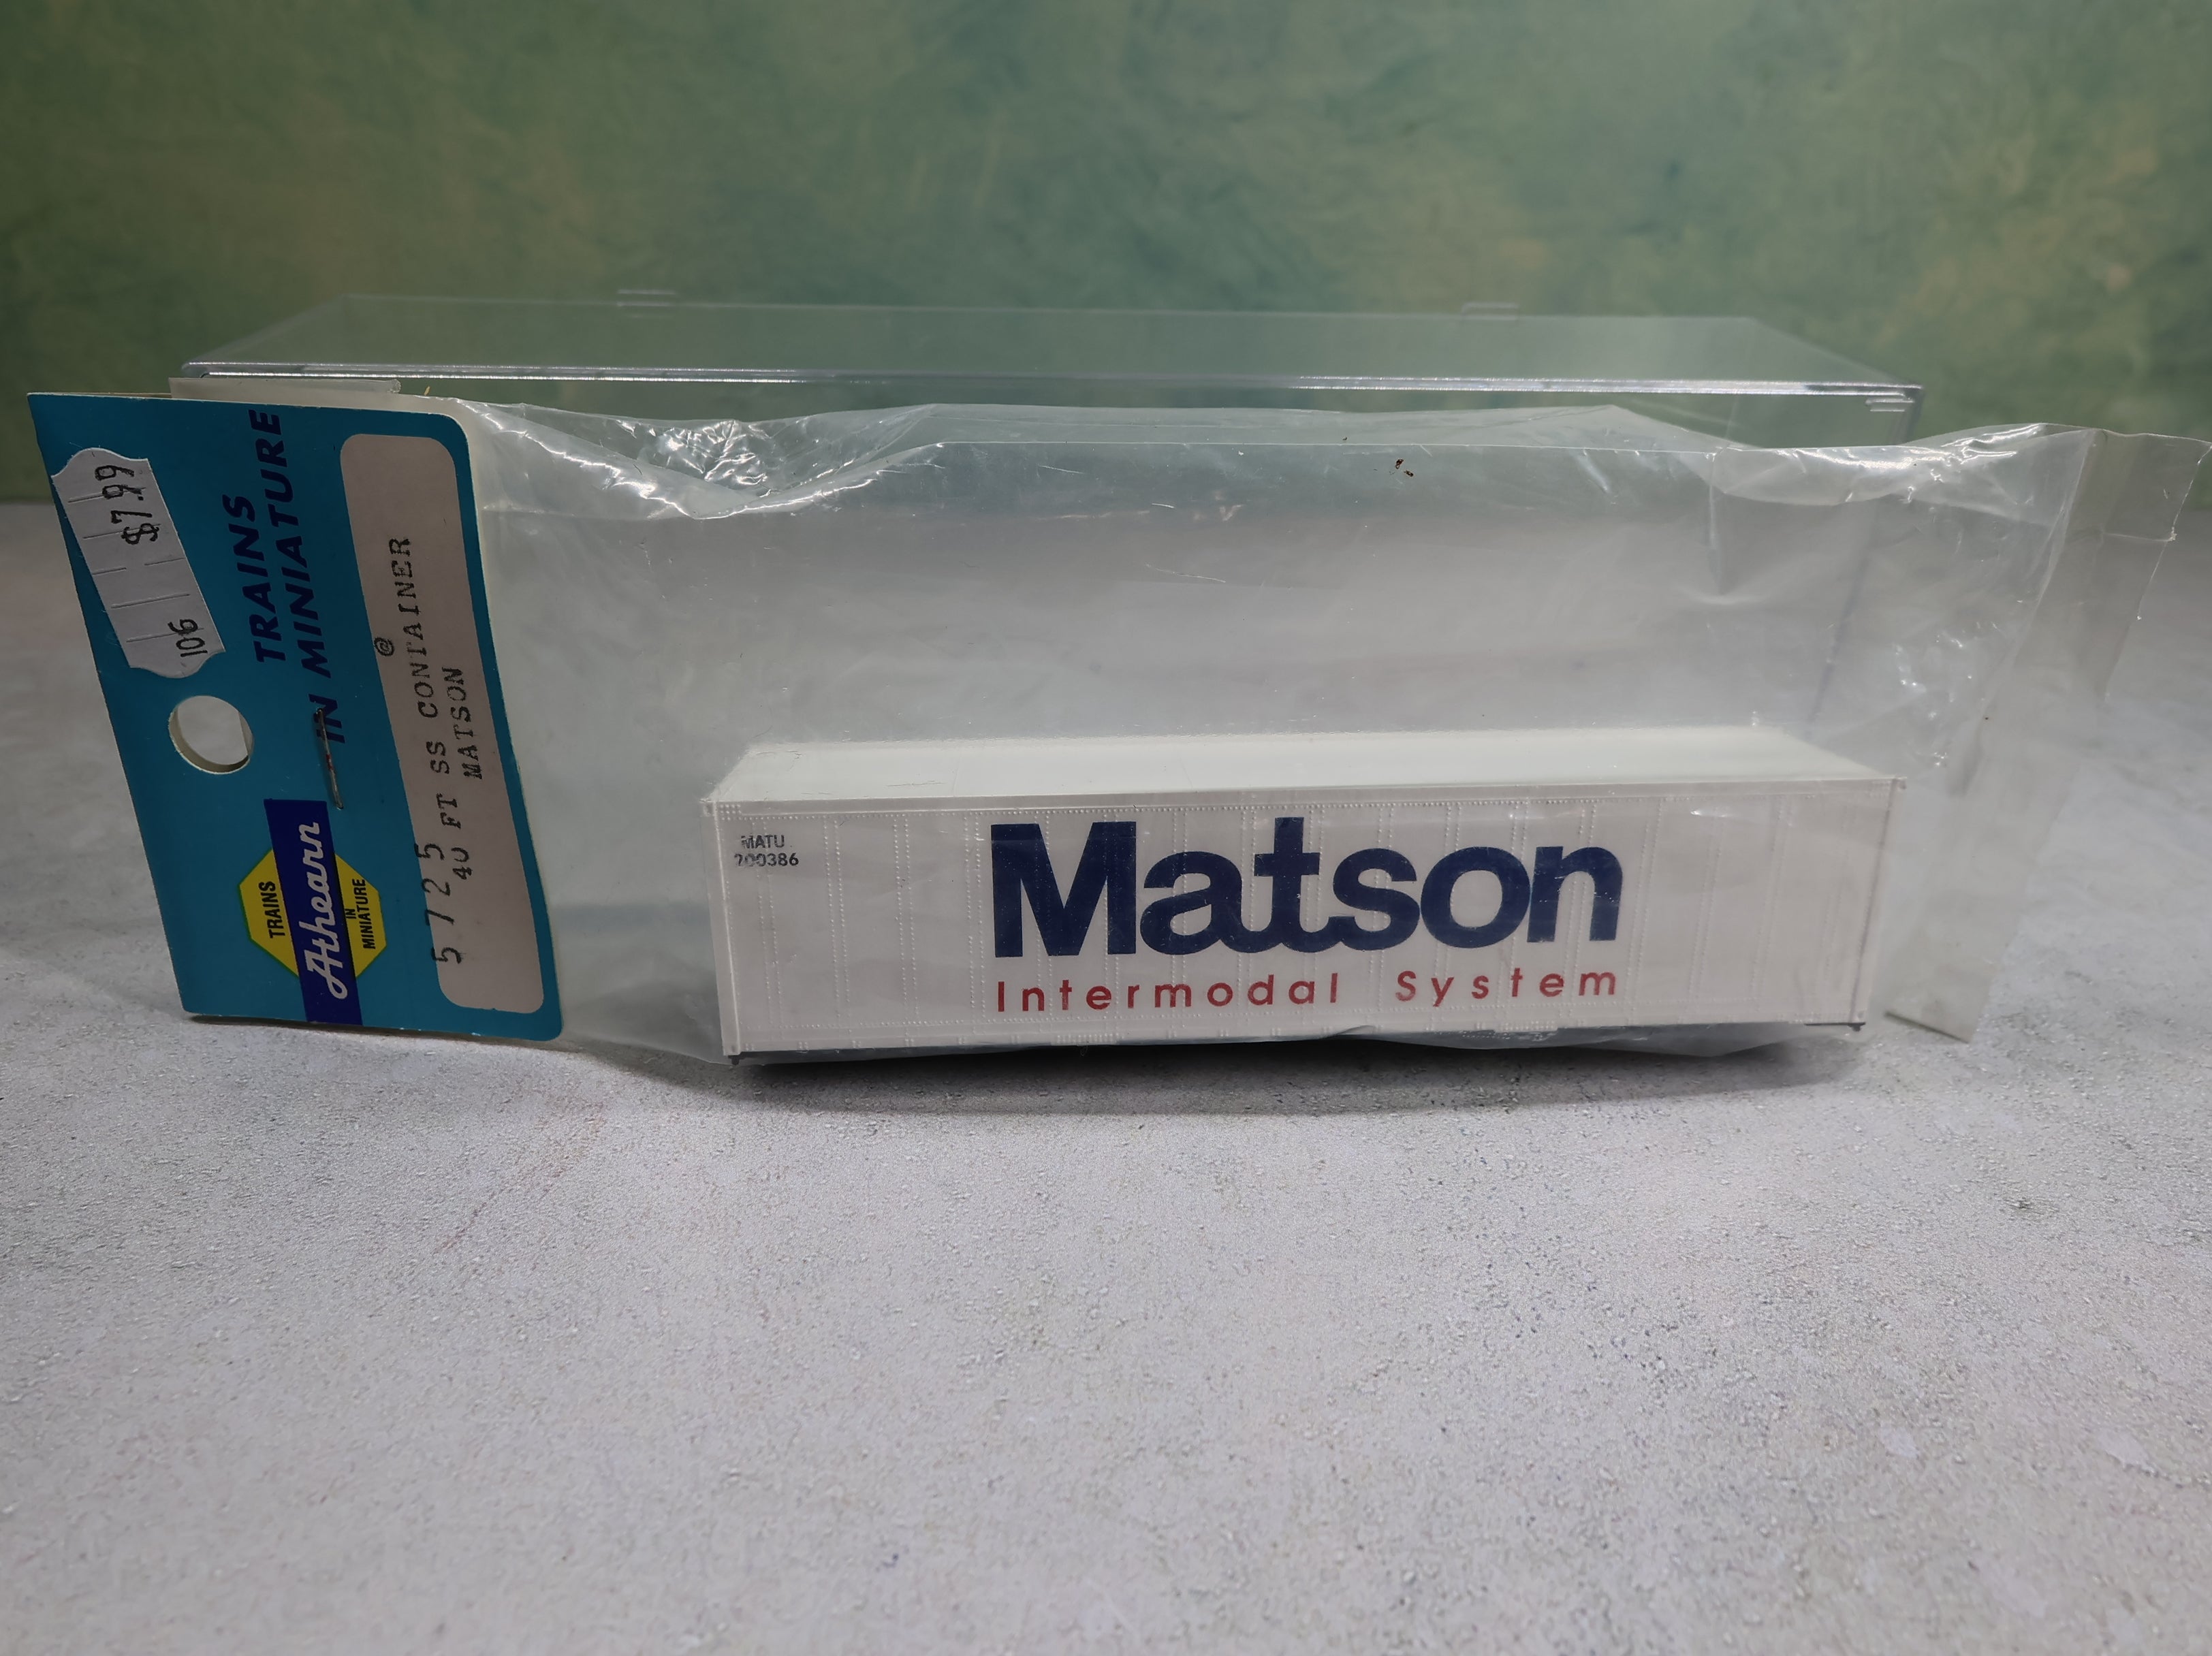 $7.99
106
TRAINS
IN MINIATURE
TRAINS
Athearn
IN
MINIATURE
@
5725
40 FT SS CONTAINER
MATSON
MATU
200386
Matson
Intermodal System